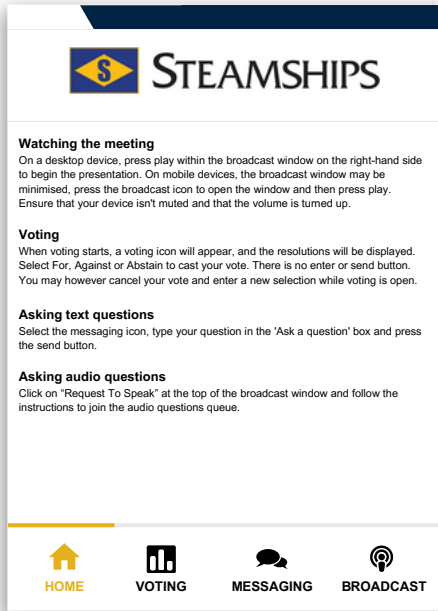 S STEAMSHIPS
Watching the meeting
On a desktop device, press play within the broadcast window on the right-hand side
to begin the presentation. On mobile devices, the broadcast window may be
minimised, press the broadcast icon to open the window and then press play.
Ensure that your device isn't muted and that the volume is turned up.
Voting
When voting starts, a voting icon will appear, and the resolutions will be displayed.
Select For, Against or Abstain to cast your vote. There is no enter or send button.
You may however cancel your vote and enter a new selection while voting is open.
Asking text questions
Select the messaging icon, type your question in the 'Ask a question' box and press
the send button.
Asking audio questions
Click on “Request To Speak” at the top of the broadcast window and follow the
instructions to join the audio questions queue.
HOME VOTING MESSAGING BROADCAST